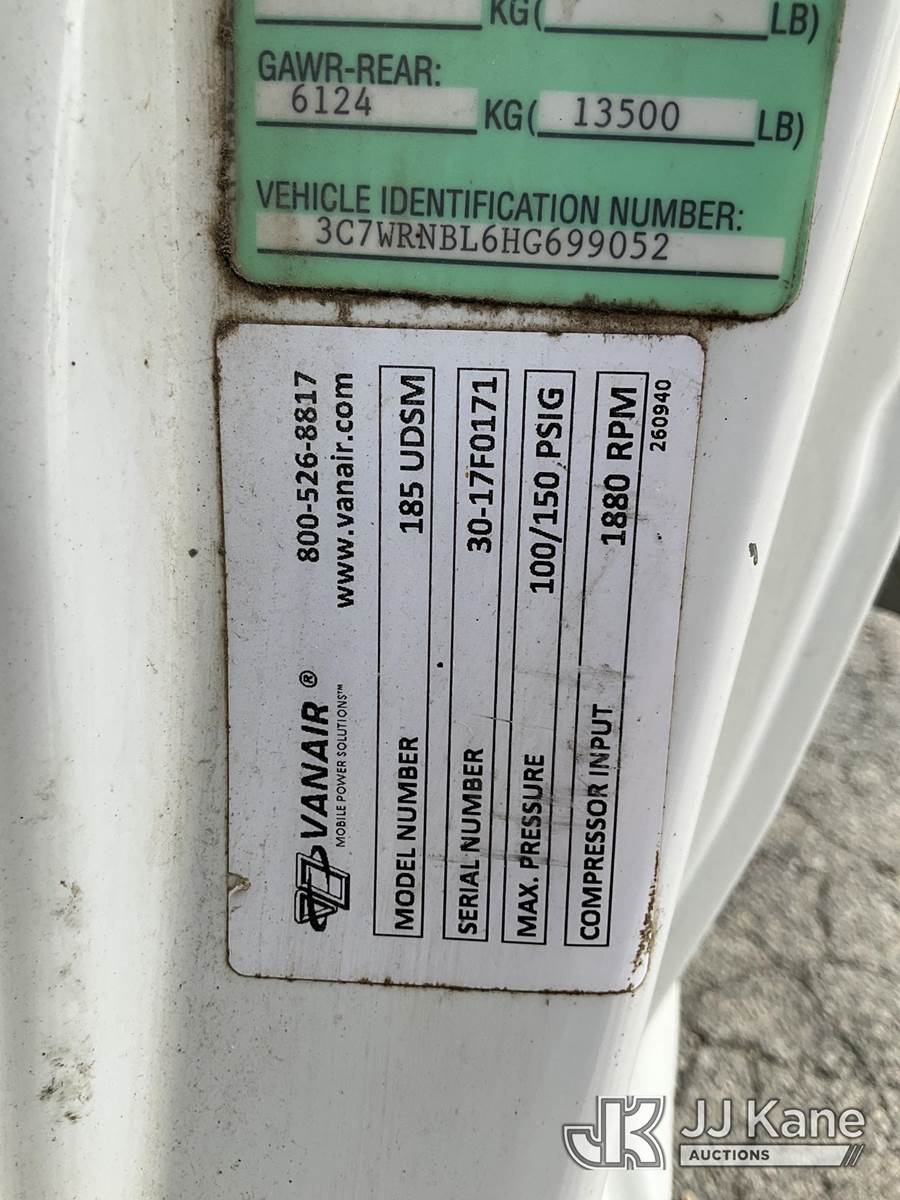 KG( LB)
GAWR-REAR:
6124 KG( 13500 LB)
VEHICLE IDENTIFICATION NUMBER:
3C7WRNBL6HG699052
VANAIR® 800-526-8817
MOBILE POWER SOLUTIONS™ www.vanair.com
MODEL NUMBER 185 UDSM
SERIAL NUMBER 30-17F0171
MAX. PRESSURE 100/150 PSIG
COMPRESSOR INPUT 1880 RPM
260940
JK JJ Kane
AUCTIONS